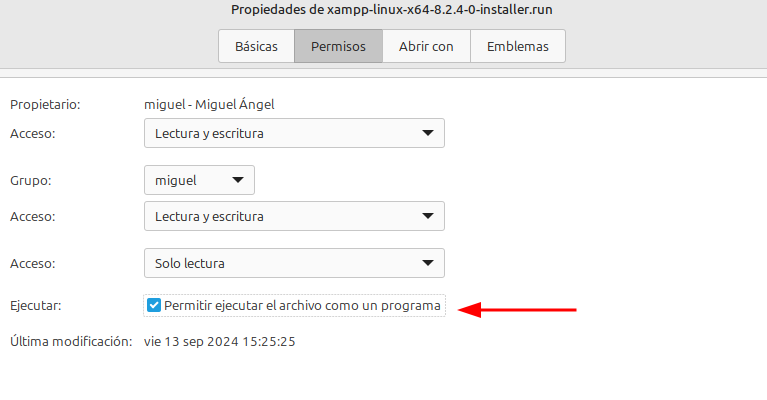 Propiedades de xampp-linux-x64-8.2.4-0-installer.run
Básicas Permisos Abrir con Emblemas
Propietario: miguel - Miguel Ángel
Acceso: Lectura y escritura
Grupo: miguel
Acceso: Lectura y escritura
Acceso: Solo lectura
Ejecutar: Permitir ejecutar el archivo como un programa
Última modificación: vie 13 sep 2024 15:25:25